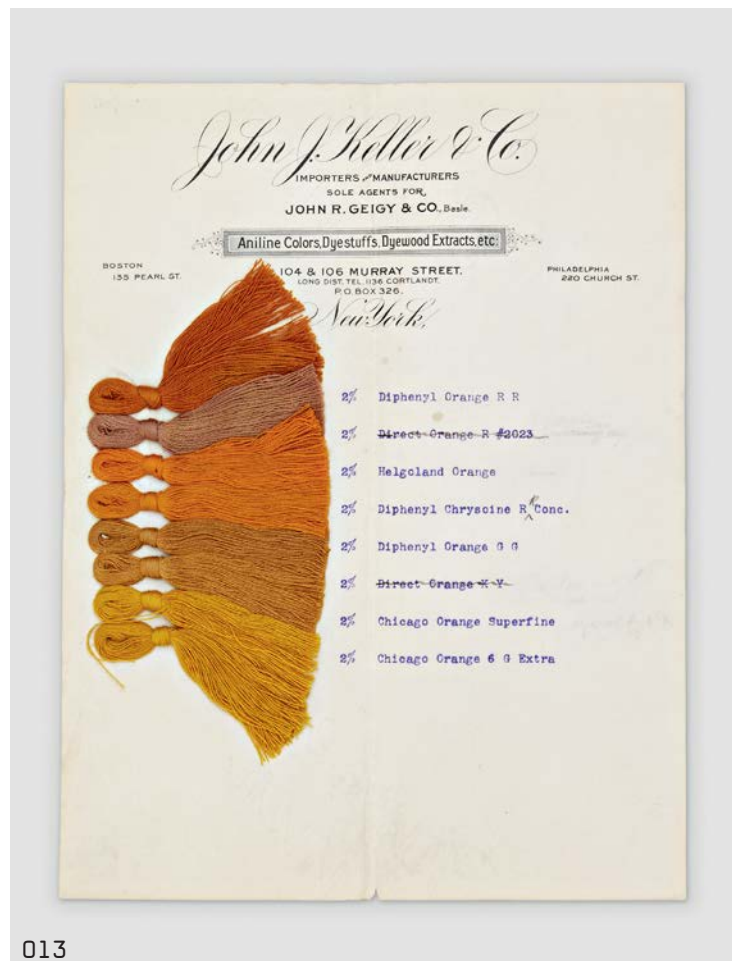 John J. Keller & Co.
IMPORTERS AND MANUFACTURERS
SOLE AGENTS FOR,
JOHN R. GEIGY & CO., Basle.
Aniline Colors, Dyestuffs, Dyewood Extracts, etc.
BOSTON
135 PEARL ST.
104 & 106 MURRAY STREET.
LONG DIST. TEL. 1136 CORTLANDT.
P.O. BOX 326.
PHILADELPHIA
220 CHURCH ST.
New York,
2% Diphenyl Orange R R
2% Direct Orange R #2023
2% Helgoland Orange
2% Diphenyl Chrysoine R R Conc.
2% Diphenyl Orange G G
2% Direct Orange K Y
2% Chicago Orange Superfine
2% Chicago Orange 6 G Extra
013